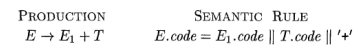 PRODUCTION SEMANTIC RULE
E → E₁ + T E.code = E₁.code || T.code || '+'